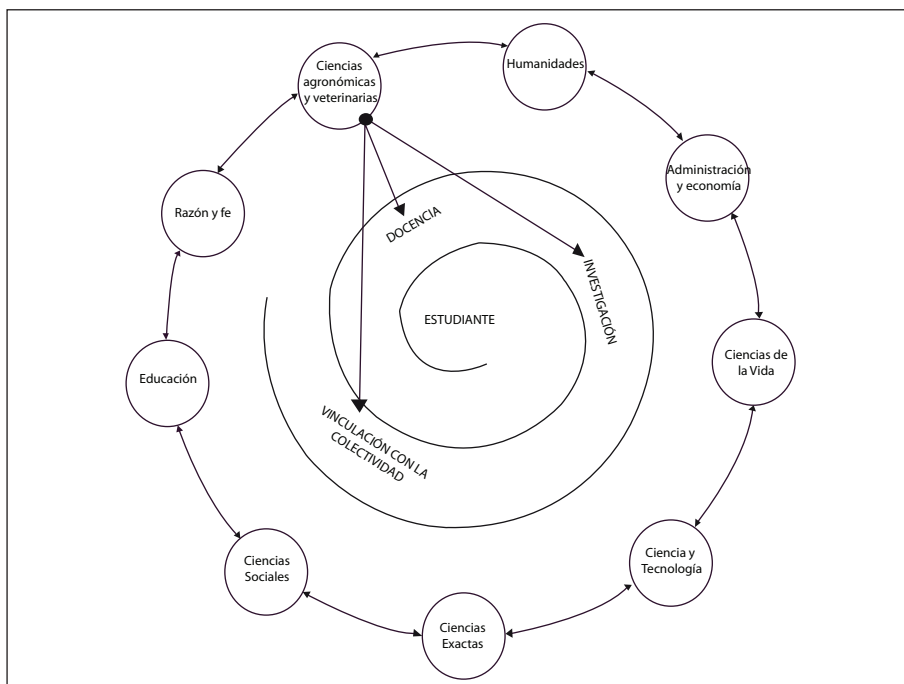 Ciencias
agronómicas
y veterinarias
Humanidades
Administración
y economía
Razón y fe
DOCENCIA
INVESTIGACIÓN
ESTUDIANTE
Ciencias de
la Vida
Educación
VINCULACIÓN CON LA
COLECTIVIDAD
Ciencia y
Tecnología
Ciencias
Sociales
Ciencias
Exactas